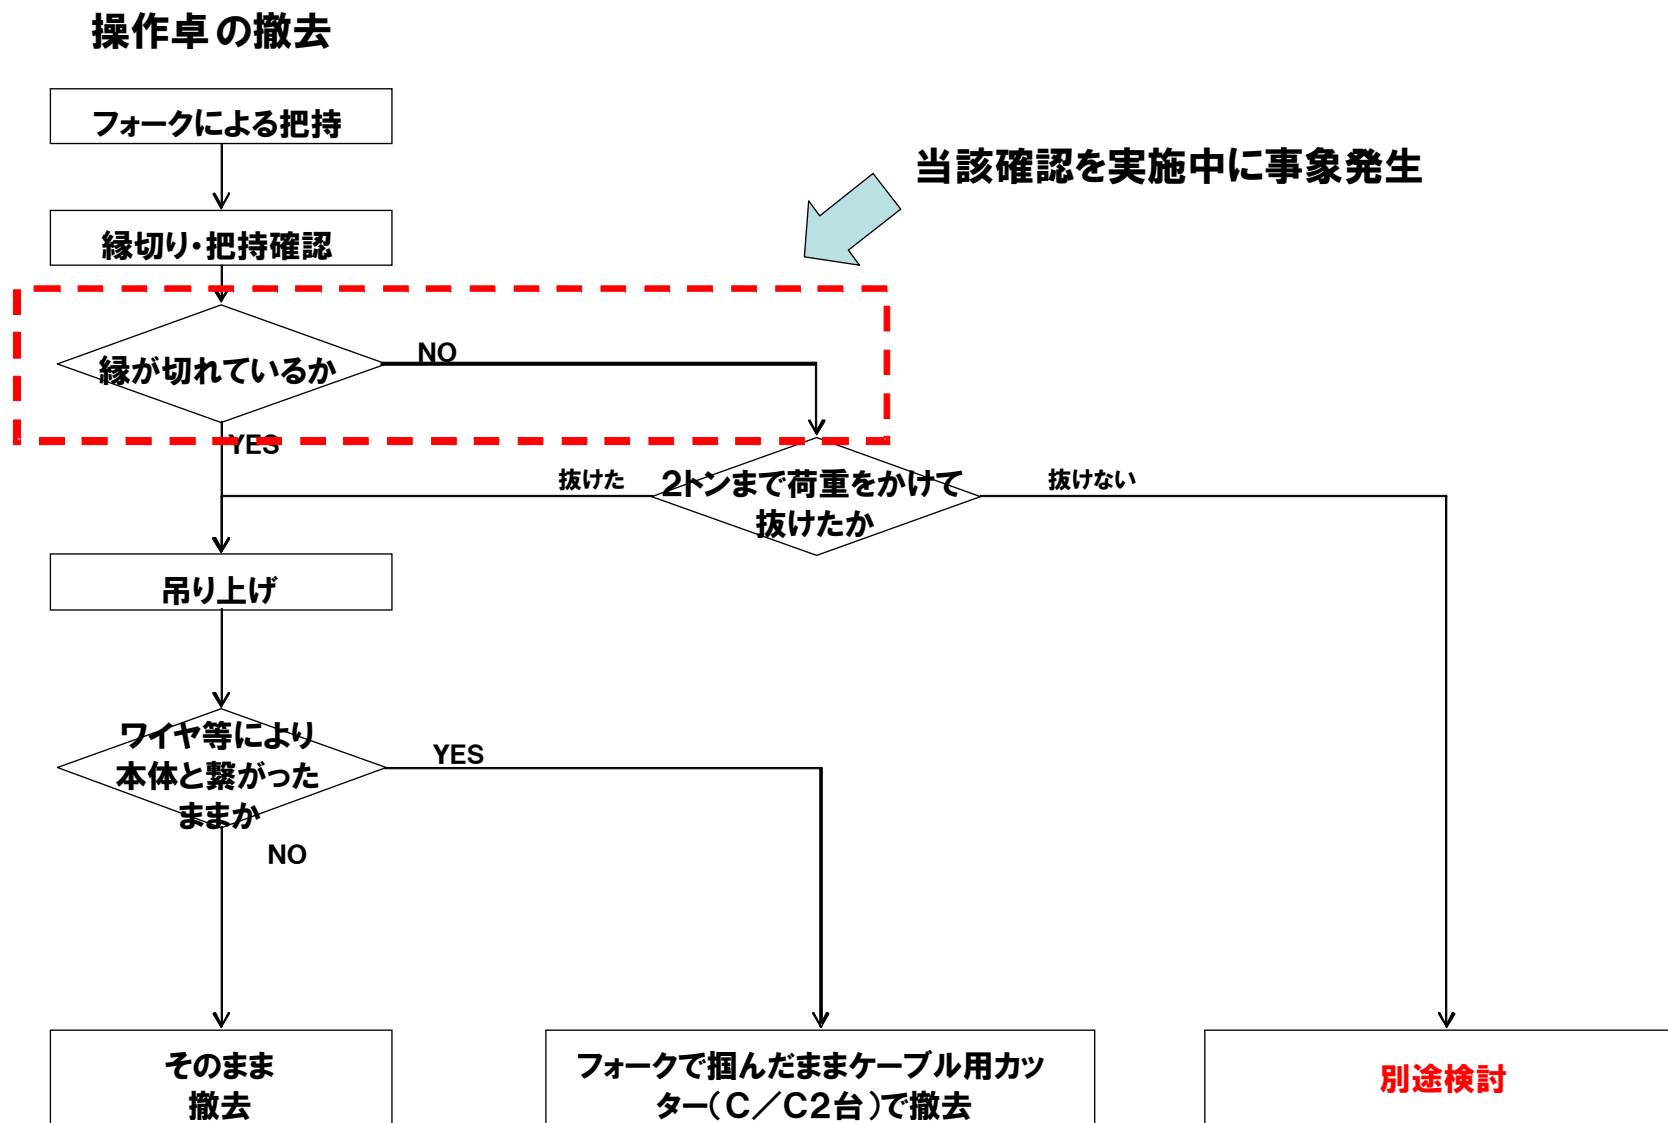 操作卓の撤去
フォークによる把持
当該確認を実施中に事象発生
縁切り・把持確認
縁が切れているか
NO
YES
抜けた
2トンまで荷重をかけて
抜けたか
抜けない
吊り上げ
ワイヤ等により
本体と繋がった
ままか
YES
NO
そのまま
撤去
フォークで掴んだままケーブル用カッ
ター(C/C2台)で撤去
別途検討